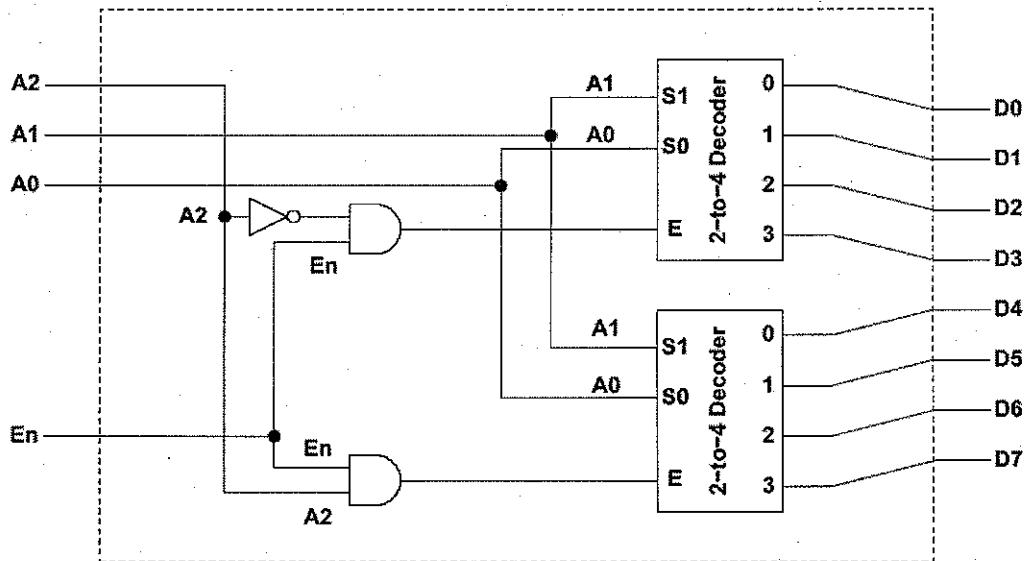 A2
A1
A0
En
A2
En
En
A2
A1
A0
S1
S0
E
2-to-4 Decoder
0
1
2
3
A1
A0
S1
S0
E
2-to-4 Decoder
0
1
2
3
D0
D1
D2
D3
D4
D5
D6
D7